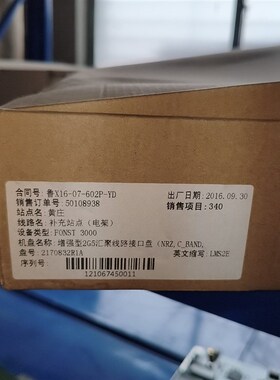 合同号: 鲁X16-07-602P-YD 出厂日期: 2016.09.30
销售订单: 50108938 销售项目: 340
站点名: 黄庄
线路名: 补充站点（电架）
设备类型: FONST 3000
机盘名: 增强型2G5汇聚线路接口盘（NRZ,C_BAND,
盘号: 2170832R1A 英文缩写: LMS2E
序列号:
121067450011